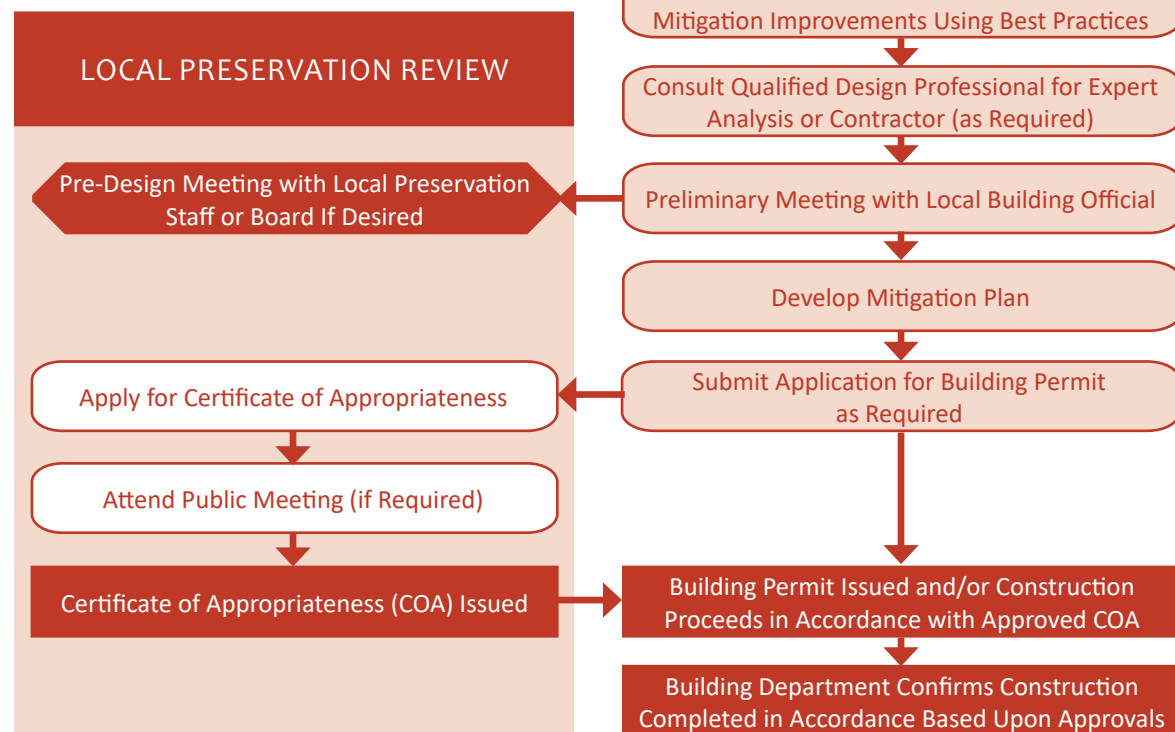 LOCAL PRESERVATION REVIEW
Pre-Design Meeting with Local Preservation
Staff or Board If Desired
Apply for Certificate of Appropriateness
Attend Public Meeting (if Required)
Certificate of Appropriateness (COA) Issued
Mitigation Improvements Using Best Practices
Consult Qualified Design Professional for Expert
Analysis or Contractor (as Required)
Preliminary Meeting with Local Building Official
Develop Mitigation Plan
Submit Application for Building Permit
as Required
Building Permit Issued and/or Construction
Proceeds in Accordance with Approved COA
Building Department Confirms Construction
Completed in Accordance Based Upon Approvals